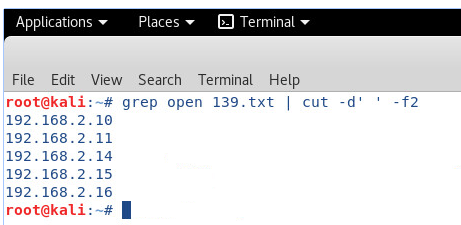 Applications Places Terminal
File Edit View Search Terminal Help
root@kali:~# grep open 139.txt | cut -d' ' -f2
192.168.2.10
192.168.2.11
192.168.2.14
192.168.2.15
192.168.2.16
root@kali:~#